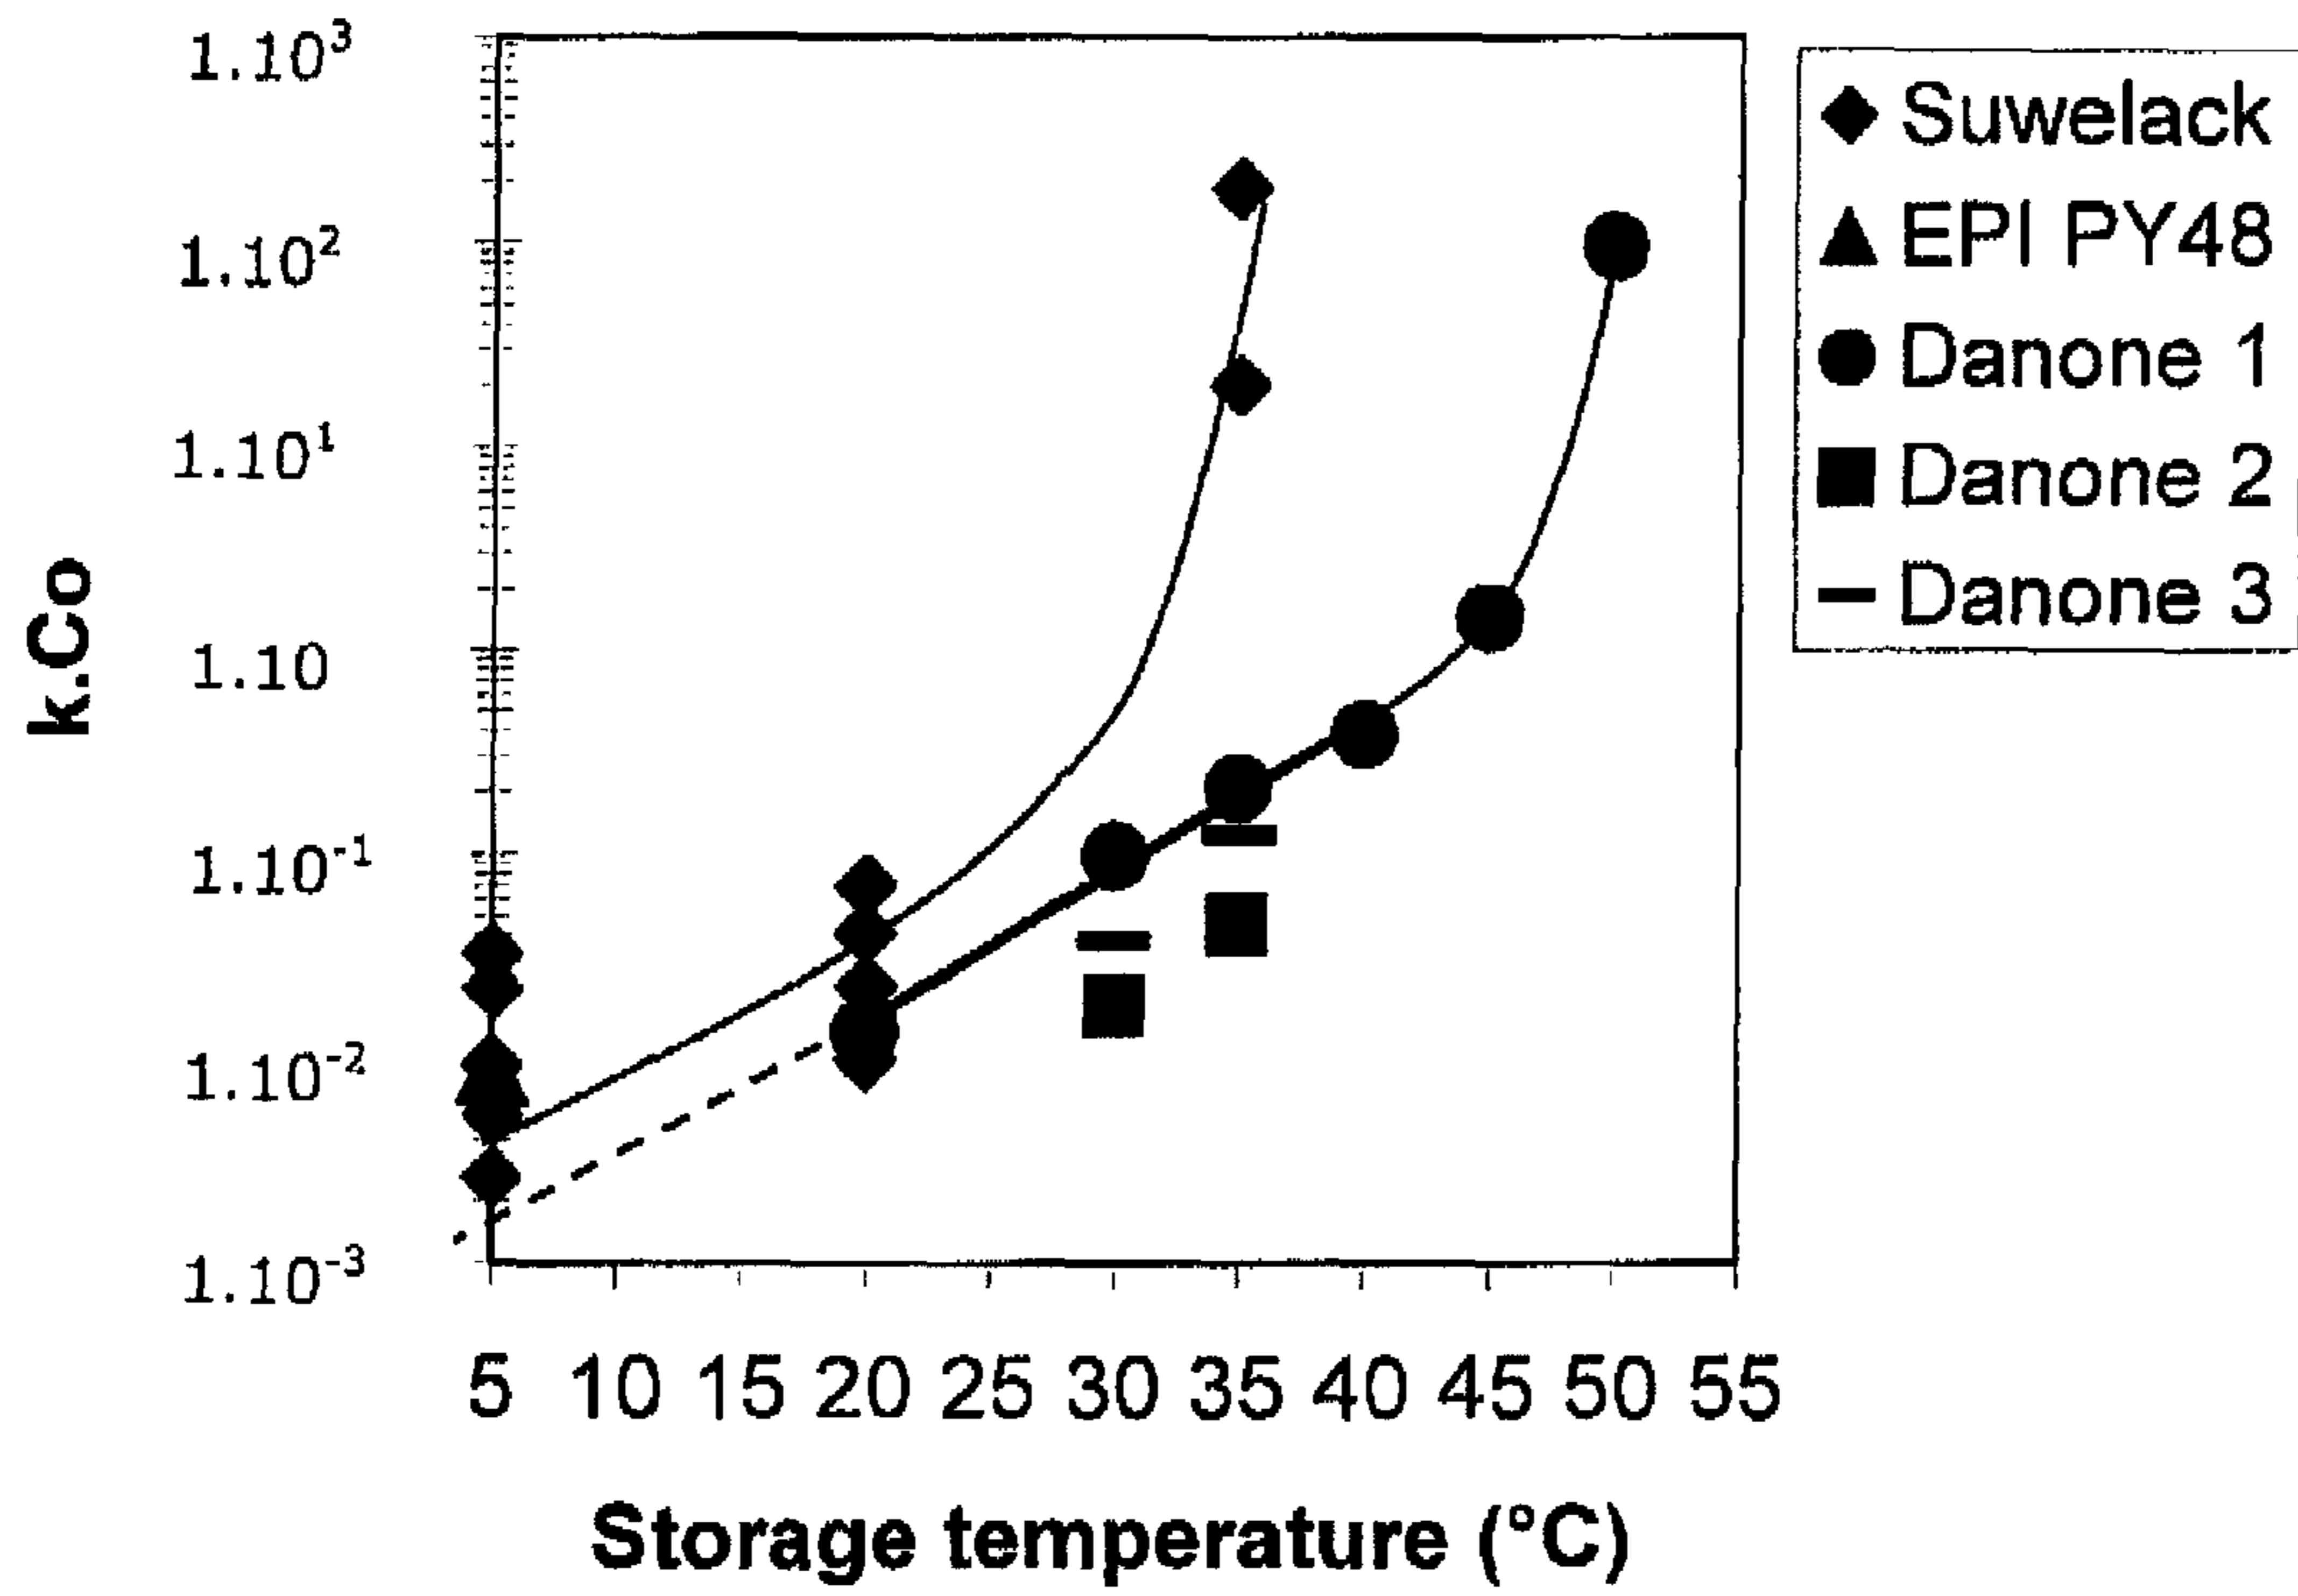 1.10³
1.10²
1.10¹
1.10
1.10⁻¹
1.10⁻²
1.10⁻³
k.Co
5 10 15 20 25 30 35 40 45 50 55
Storage temperature (°C)
Suwelack
EPI PY48
Danone 1
Danone 2
Danone 3